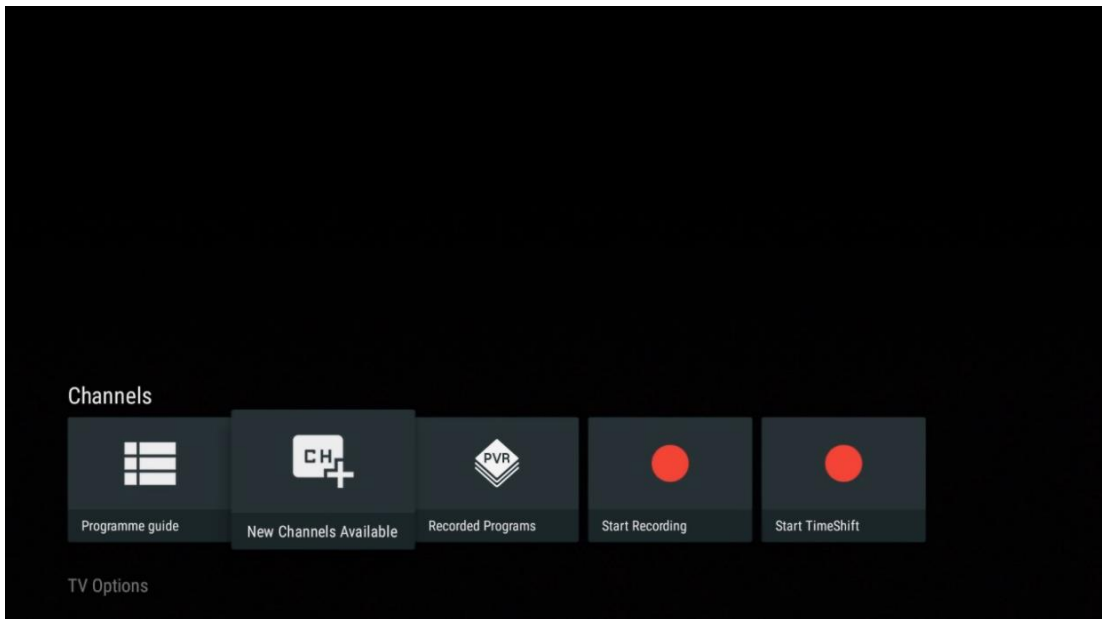 Channels
CH
PVR
Programme guide
New Channels Available
Recorded Programs
Start Recording
Start TimeShift
TV Options